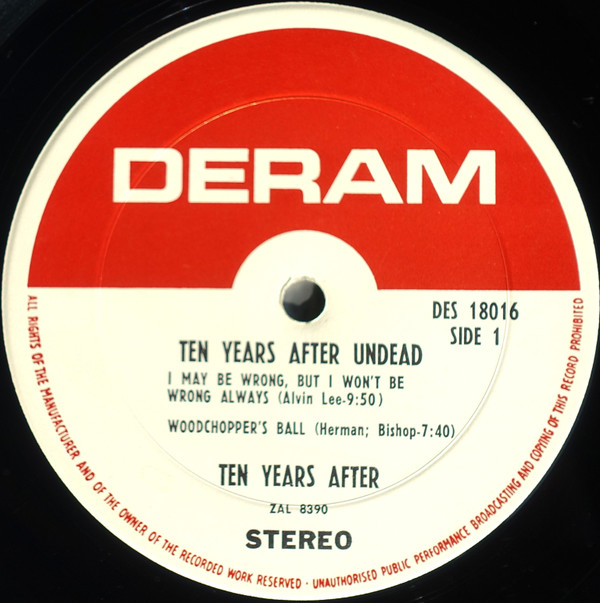 DERAM
DES 18016
SIDE 1
TEN YEARS AFTER UNDEAD
I MAY BE WRONG, BUT I WON'T BE
WRONG ALWAYS (Alvin Lee-9:50)
WOODCHOPPER'S BALL (Herman; Bishop-7:40)
TEN YEARS AFTER
ZAL 8390
STEREO
ALL RIGHTS OF THE MANUFACTURER AND OF THE OWNER OF THE RECORDED WORK RESERVED · UNAUTHORISED PUBLIC PERFORMANCE BROADCASTING AND COPYING OF THIS RECORD PROHIBITED